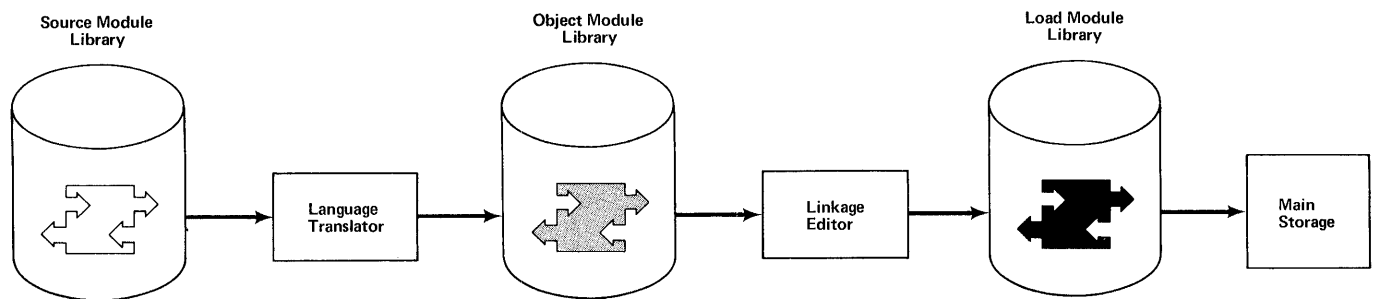 Source Module
Library
Object Module
Library
Load Module
Library
Language
Translator
Linkage
Editor
Main
Storage